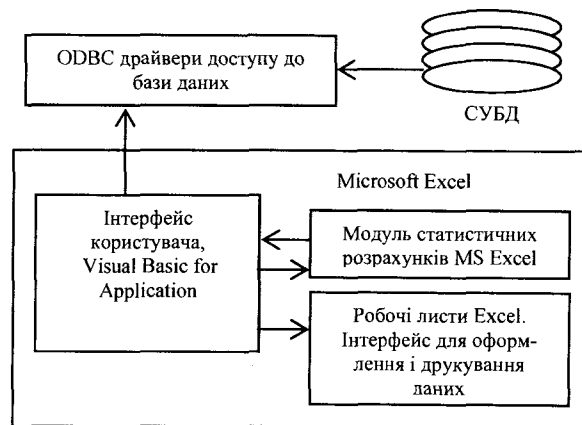 ODBC драйвери доступу до
бази даних
СУБД
Microsoft Excel
Інтерфейс
користувача,
Visual Basic for
Application
Модуль статистичних
розрахунків MS Excel
Робочі листи Excel.
Інтерфейс для оформ-
лення і друкування
даних